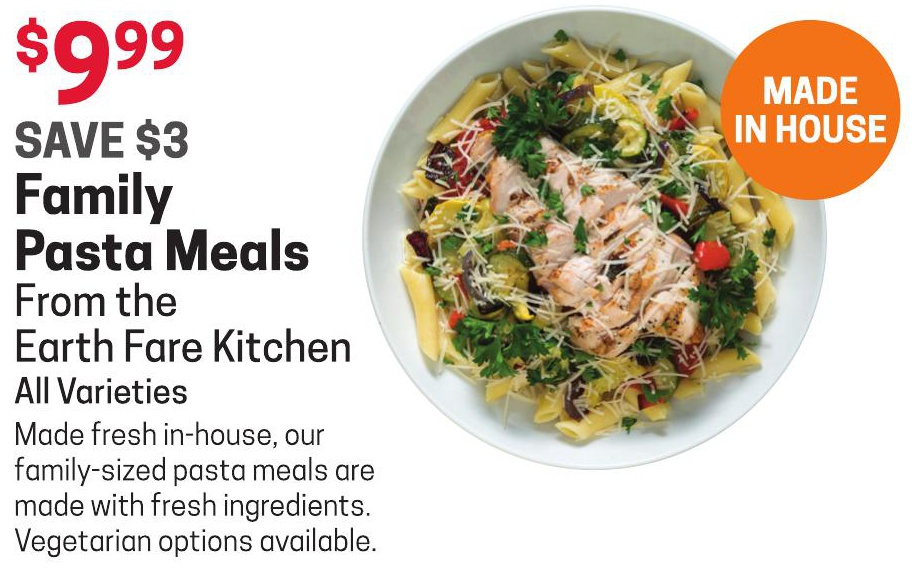 $9.99
SAVE $3
Family
Pasta Meals
From the
Earth Fare Kitchen
All Varieties
Made fresh in-house, our
family-sized pasta meals are
made with fresh ingredients.
Vegetarian options available.
MADE
IN HOUSE